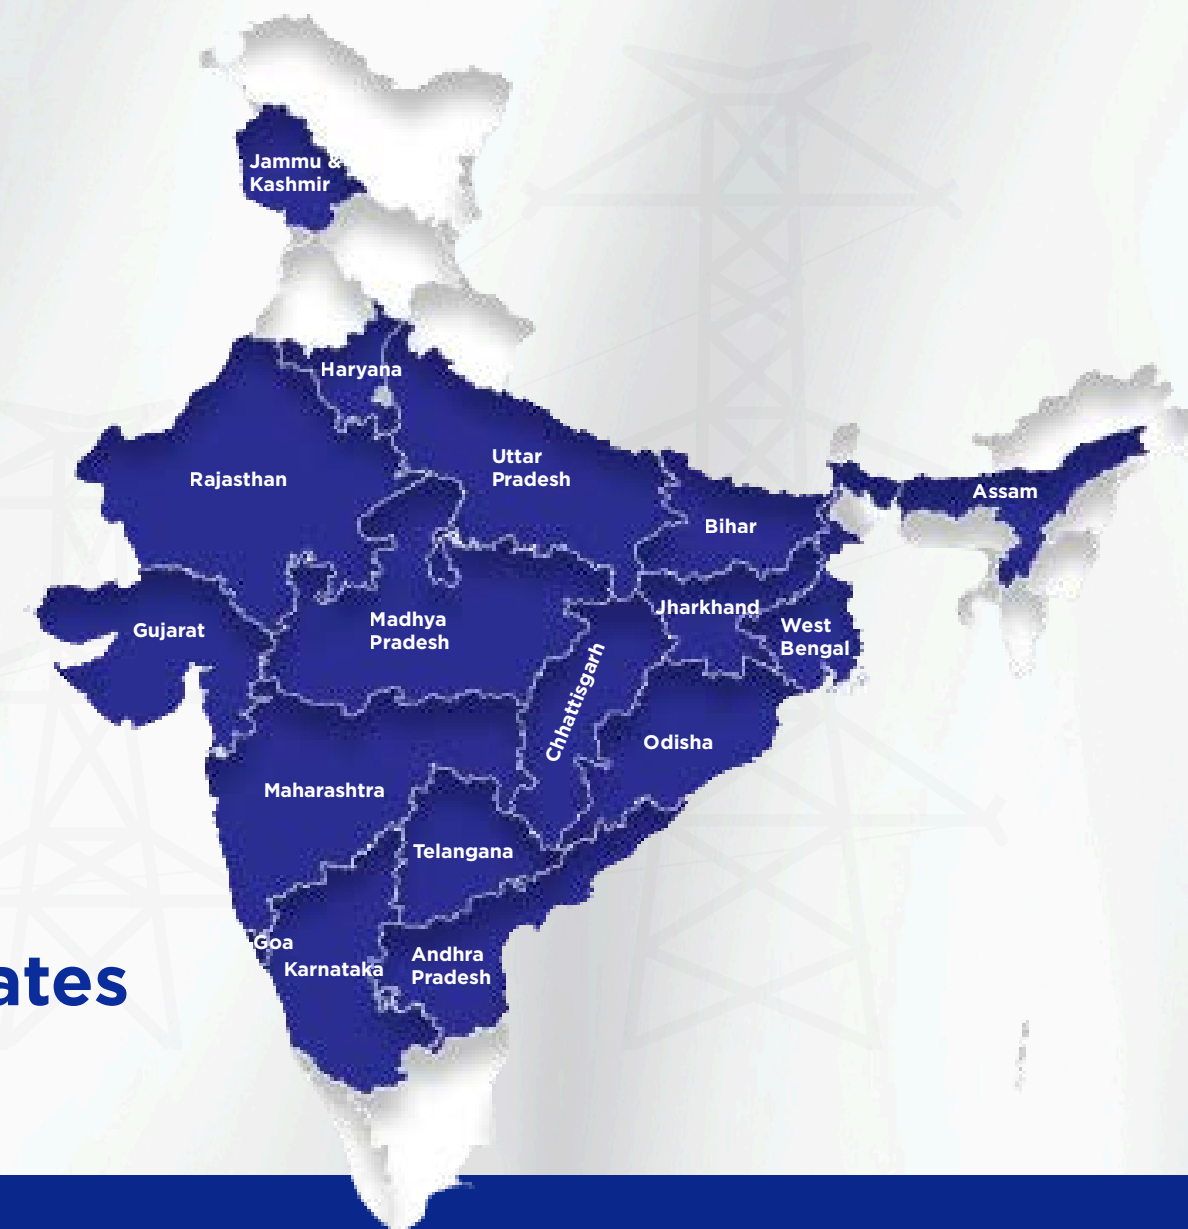 Jammu &
Kashmir
Haryana
Rajasthan
Uttar
Pradesh
Assam
Bihar
Gujarat
Madhya
Pradesh
Jharkhand
West
Bengal
Chhattisgarh
Odisha
Maharashtra
Telangana
Goa
Karnataka
Andhra
Pradesh
ates